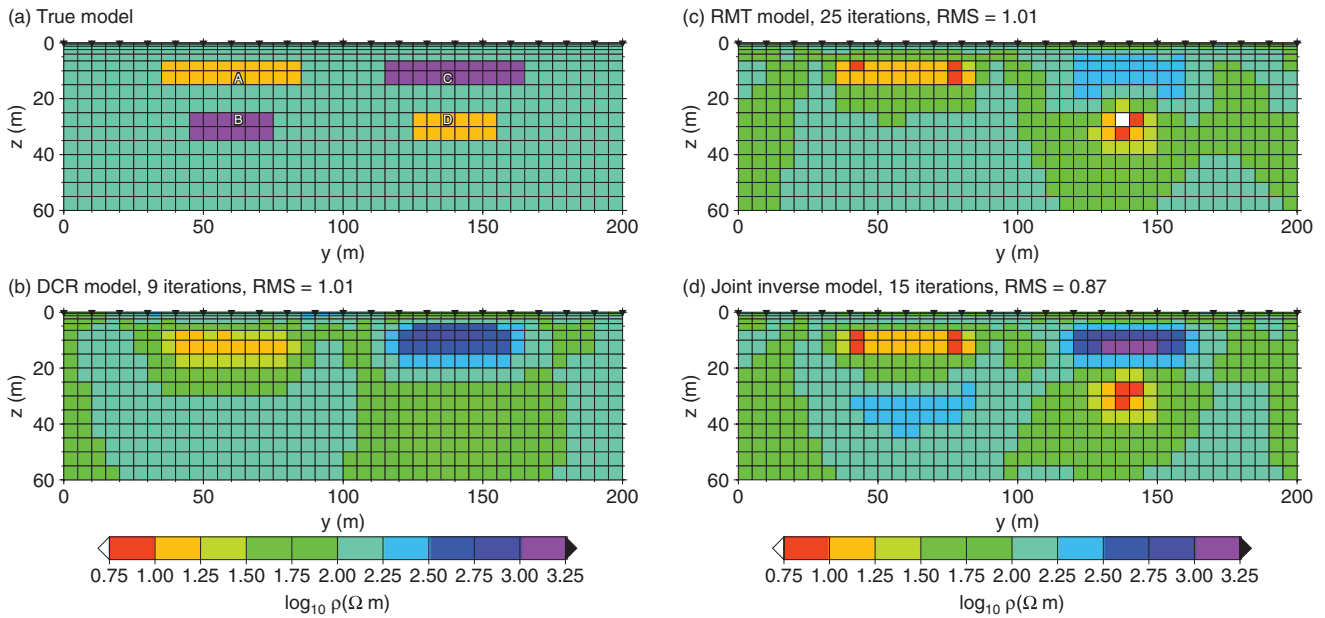 (a) True model
0
20
40
60
z (m)
A
B
C
D
0 50 100 150 200
y (m)
(c) RMT model, 25 iterations, RMS = 1.01
0
20
40
60
z (m)
0 50 100 150 200
y (m)
(b) DCR model, 9 iterations, RMS = 1.01
0
20
40
60
z (m)
0 50 100 150 200
y (m)
0.75 1.00 1.25 1.50 1.75 2.00 2.25 2.50 2.75 3.00 3.25
log₁₀ ρ(Ω m)
(d) Joint inverse model, 15 iterations, RMS = 0.87
0
20
40
60
z (m)
0 50 100 150 200
y (m)
0.75 1.00 1.25 1.50 1.75 2.00 2.25 2.50 2.75 3.00 3.25
log₁₀ ρ(Ω m)